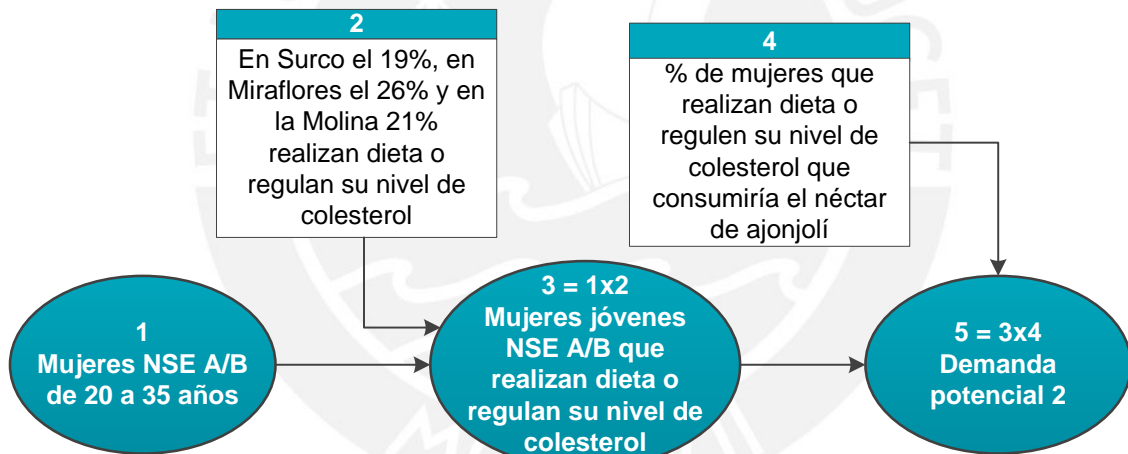 2
En Surco el 19%, en
Miraflores el 26% y en
la Molina 21%
realizan dieta o
regulan su nivel de
colesterol
4
% de mujeres que
realizan dieta o
regulen su nivel de
colesterol que
consumiría el néctar
de ajonjolí
1
Mujeres NSE A/B
de 20 a 35 años
3 = 1x2
Mujeres jóvenes
NSE A/B que
realizan dieta o
regulan su nivel de
colesterol
5 = 3x4
Demanda
potencial 2